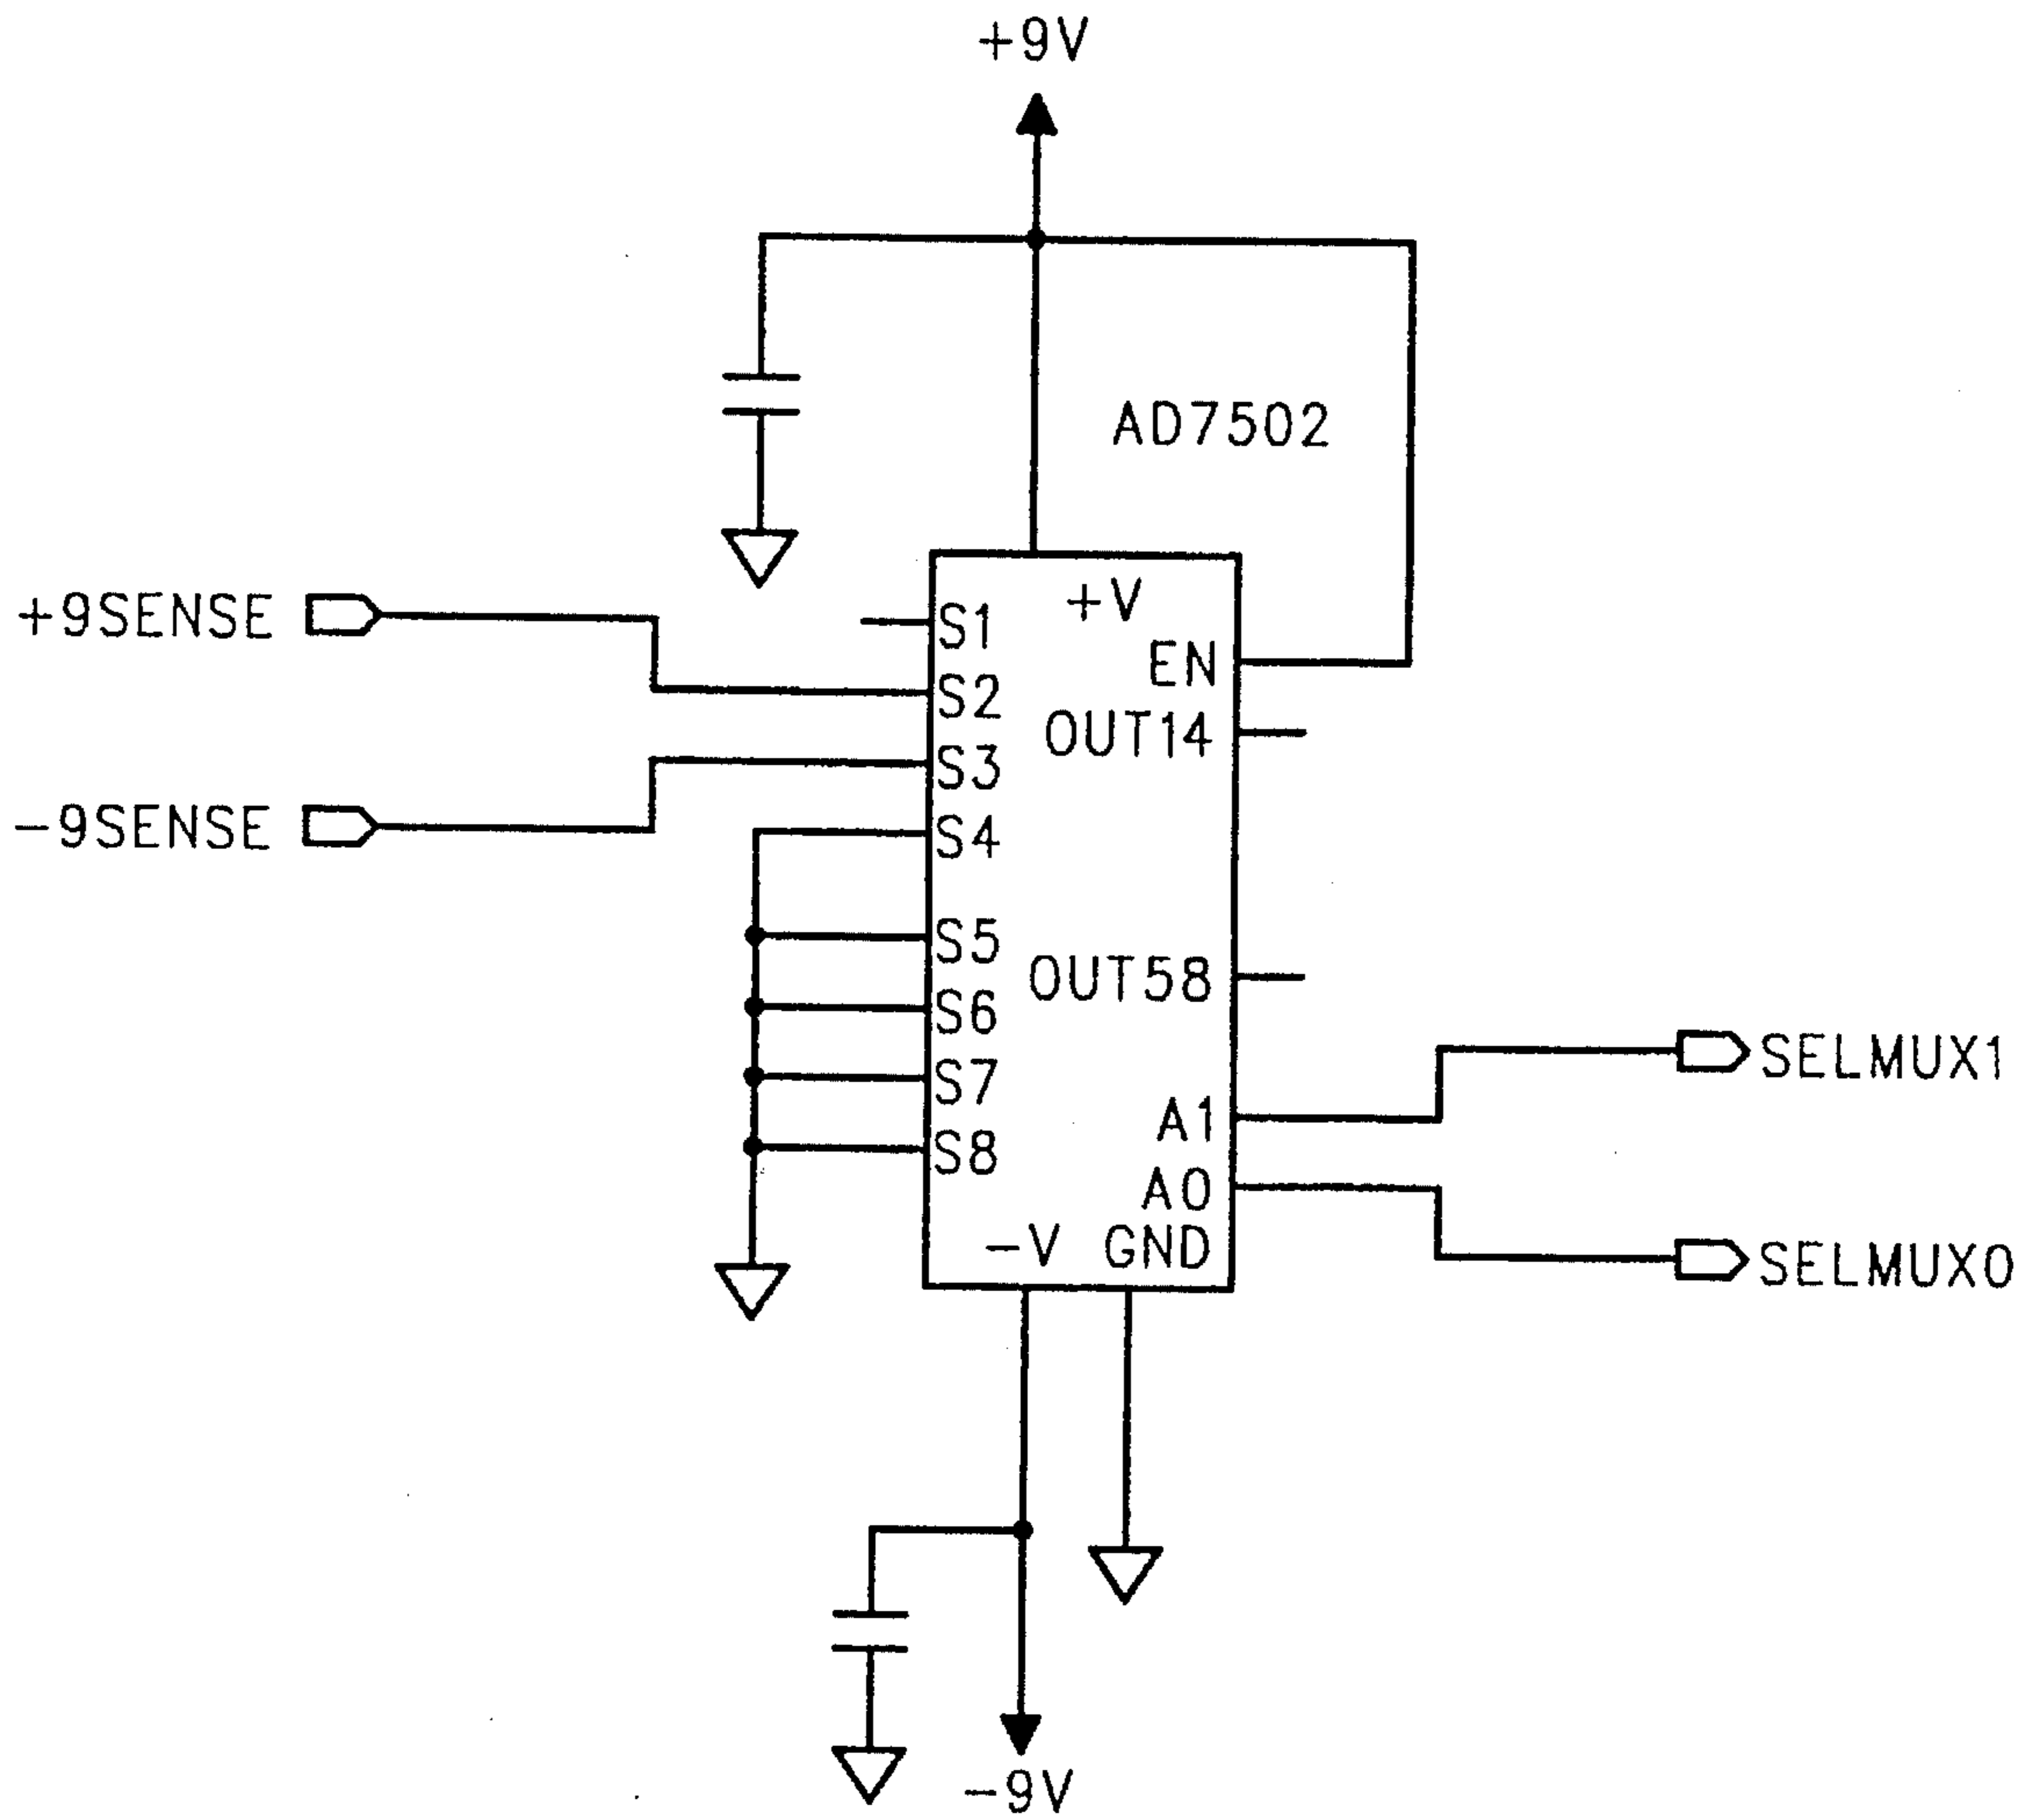 +9V
AD7502
+9SENSE
-9SENSE
+V
S1
EN
S2
OUT14
S3
S4
S5
OUT58
S6
S7
S8
A1
A0
-V GND
SELMUX1
SELMUX0
-9V